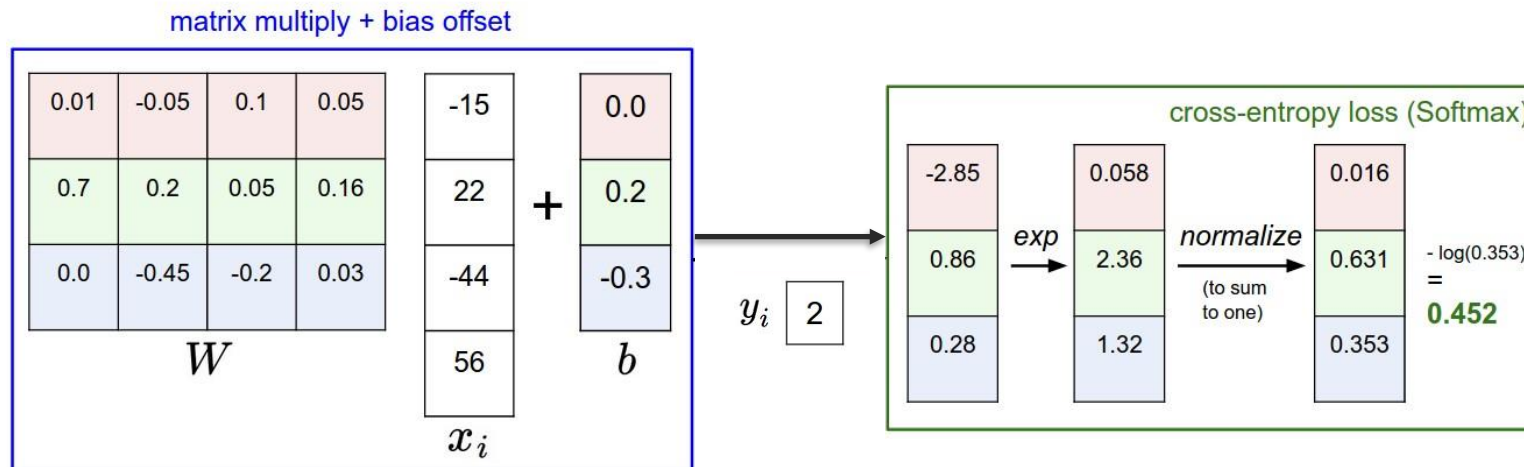 matrix multiply + bias offset
0.01 -0.05 0.1 0.05
0.7 0.2 0.05 0.16
0.0 -0.45 -0.2 0.03
W
-15
22
-44
56
x_i
+
0.0
0.2
-0.3
b
y_i 2
cross-entropy loss (Softmax)
-2.85
0.86
0.28
exp
0.058
2.36
1.32
normalize
(to sum
to one)
0.016
0.631
0.353
- log(0.353)
=
0.452